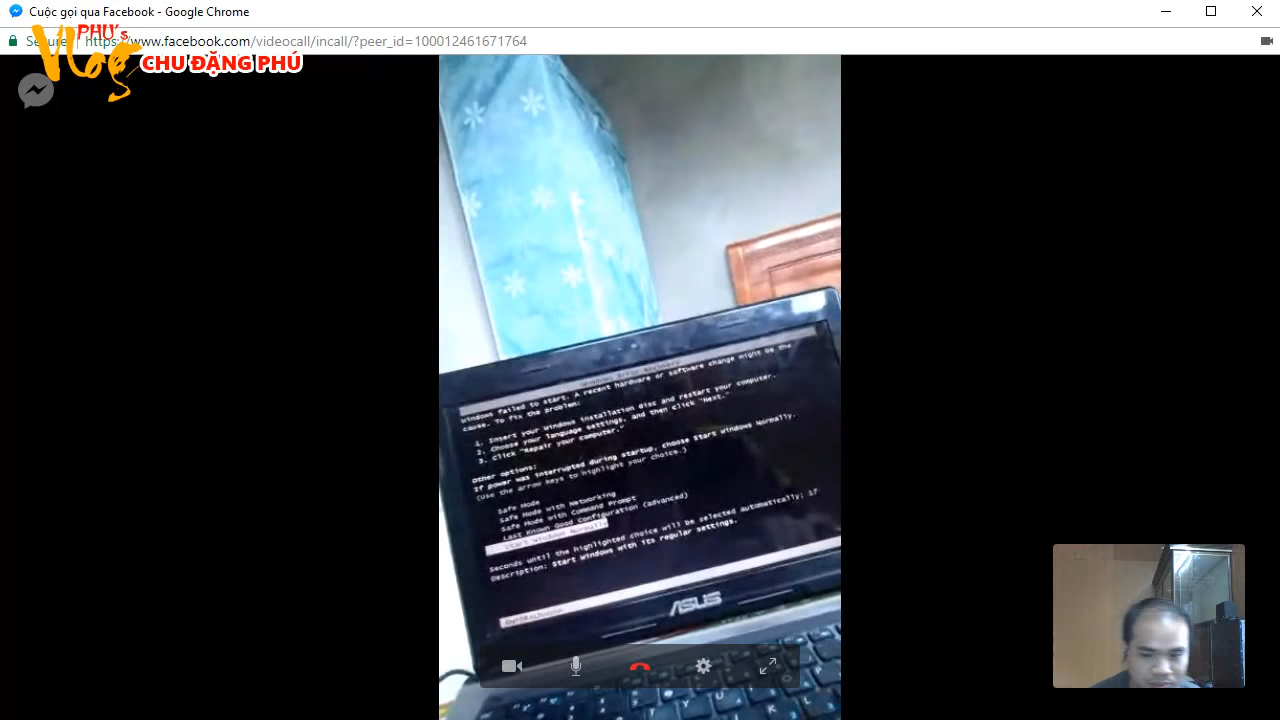 Cuộc gọi qua Facebook - Google Chrome
Secure https://www.facebook.com/videocall/incall/?peer_id=100012461671764
PHÚ's
Vlog
CHU ĐẶNG PHÚ
Windows Error Recovery
Windows failed to start. A recent hardware or software change might be the
cause. To fix the problem:
1. Insert your Windows installation disc and restart your computer.
2. Choose your language settings, and then click "Next."
3. Click "Repair your computer."
Other options:
If power was interrupted during startup, choose Start Windows Normally.
(Use the arrow keys to highlight your choice.)
Safe Mode
Safe Mode with Networking
Safe Mode with Command Prompt
Last Known Good Configuration (advanced)
Start Windows Normally
Seconds until the highlighted choice will be selected automatically: 17
Description: Start Windows with its regular settings.
ASUS